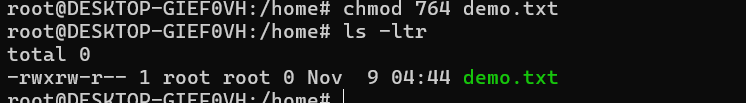 root@DESKTOP-GIEF0VH:/home# chmod 764 demo.txt
root@DESKTOP-GIEF0VH:/home# ls -ltr
total 0
-rwxrw-r-- 1 root root 0 Nov  9 04:44 demo.txt
root@DESKTOP-GIEF0VH:/home#